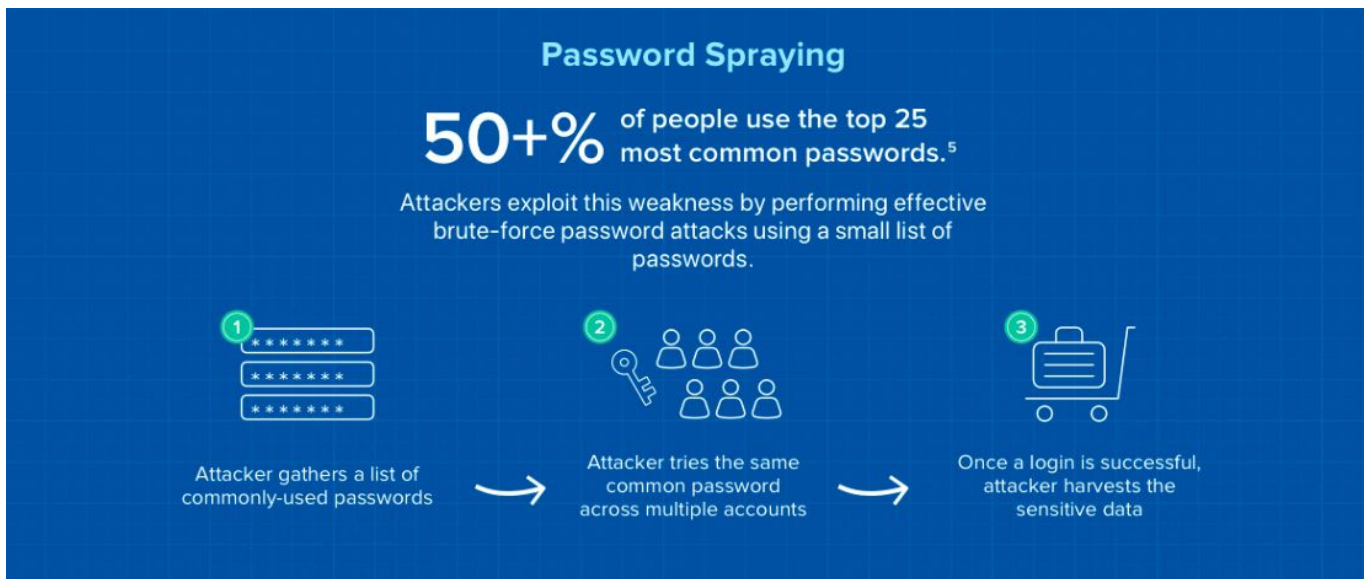 Password Spraying
50+% of people use the top 25
most common passwords.⁵
Attackers exploit this weakness by performing effective
brute-force password attacks using a small list of
passwords.
1
* * * * * * *
* * * * * * *
* * * * * * *
Attacker gathers a list of
commonly-used passwords
2
Attacker tries the same
common password
across multiple accounts
3
Once a login is successful,
attacker harvests the
sensitive data